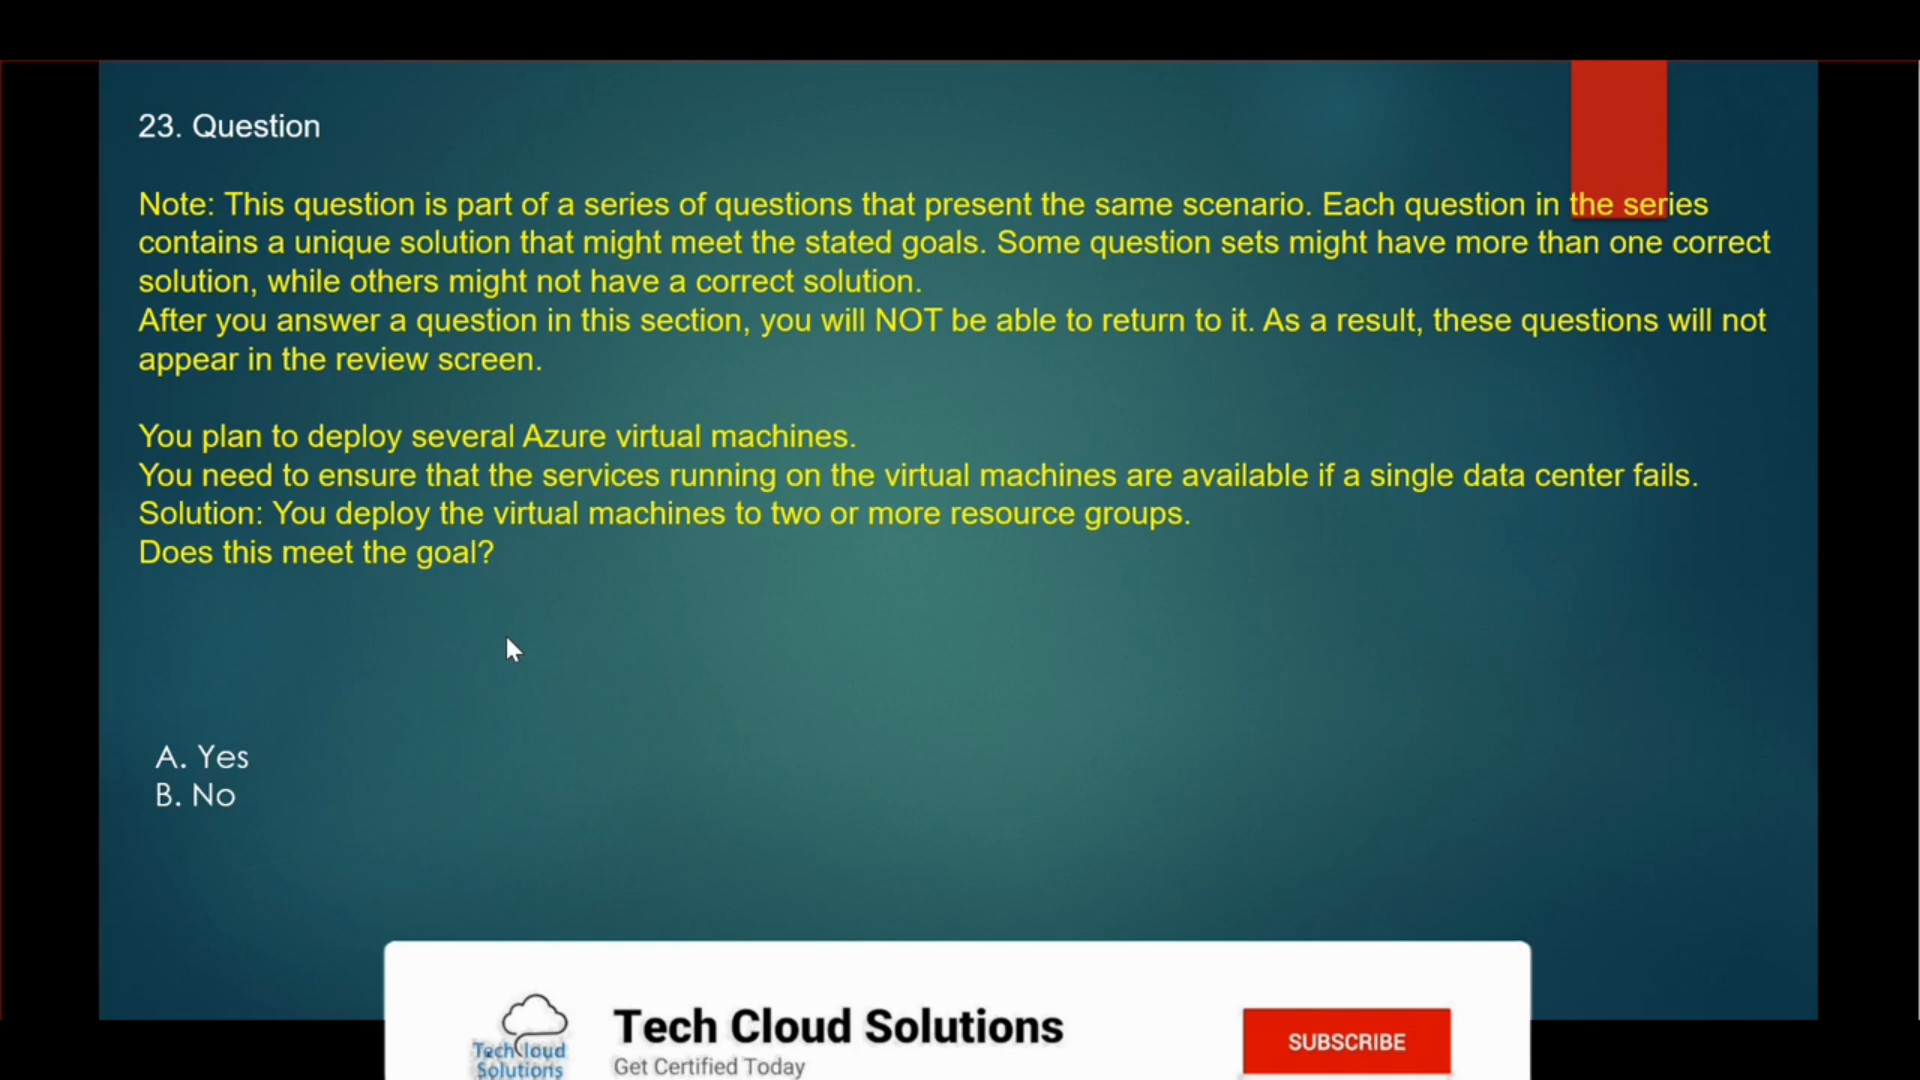 23. Question
Note: This question is part of a series of questions that present the same scenario. Each question in the series
contains a unique solution that might meet the stated goals. Some question sets might have more than one correct
solution, while others might not have a correct solution.
After you answer a question in this section, you will NOT be able to return to it. As a result, these questions will not
appear in the review screen.
You plan to deploy several Azure virtual machines.
You need to ensure that the services running on the virtual machines are available if a single data center fails.
Solution: You deploy the virtual machines to two or more resource groups.
Does this meet the goal?
A. Yes
B. No
Tech Cloud Solutions
Get Certified Today
SUBSCRIBE
Tech loud
Solutions